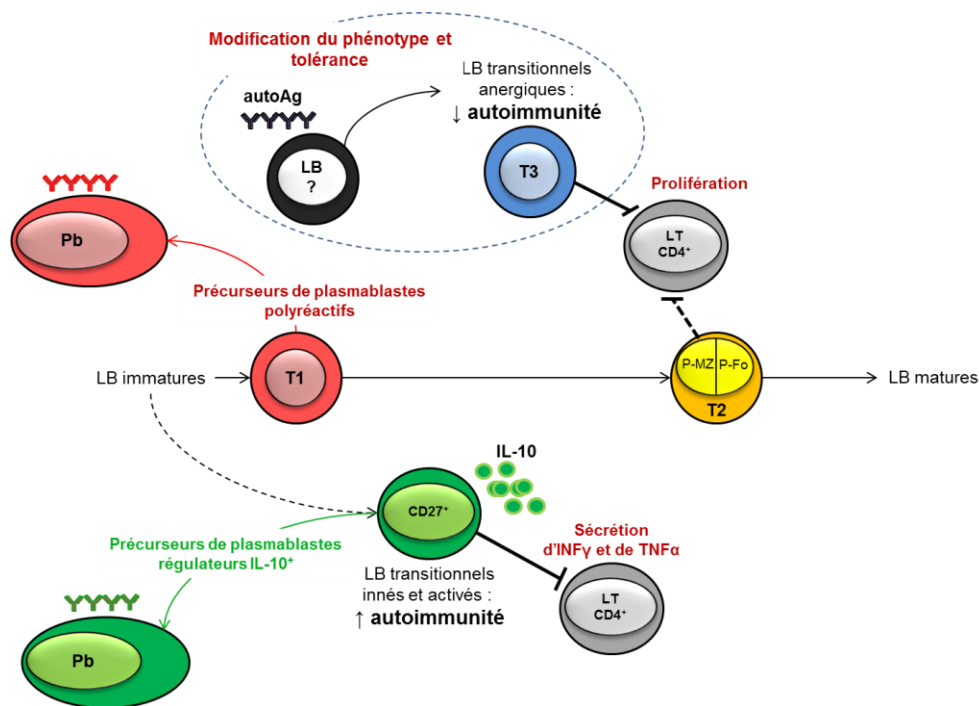 Modification du phénotype et
tolérance
autoAg
LB
?
LB transitionnels
anergiques :
↓ autoimmunité
T3
Prolifération
LT
CD4⁺
Pb
Précurseurs de plasmablastes
polyréactifs
LB immatures
T1
P-MZ P-Fo
T2
LB matures
IL-10
CD27⁺
Précurseurs de plasmablastes
régulateurs IL-10⁺
LB transitionnels
innés et activés :
↑ autoimmunité
Sécrétion
d'INFγ et de TNFα
LT
CD4⁺
Pb